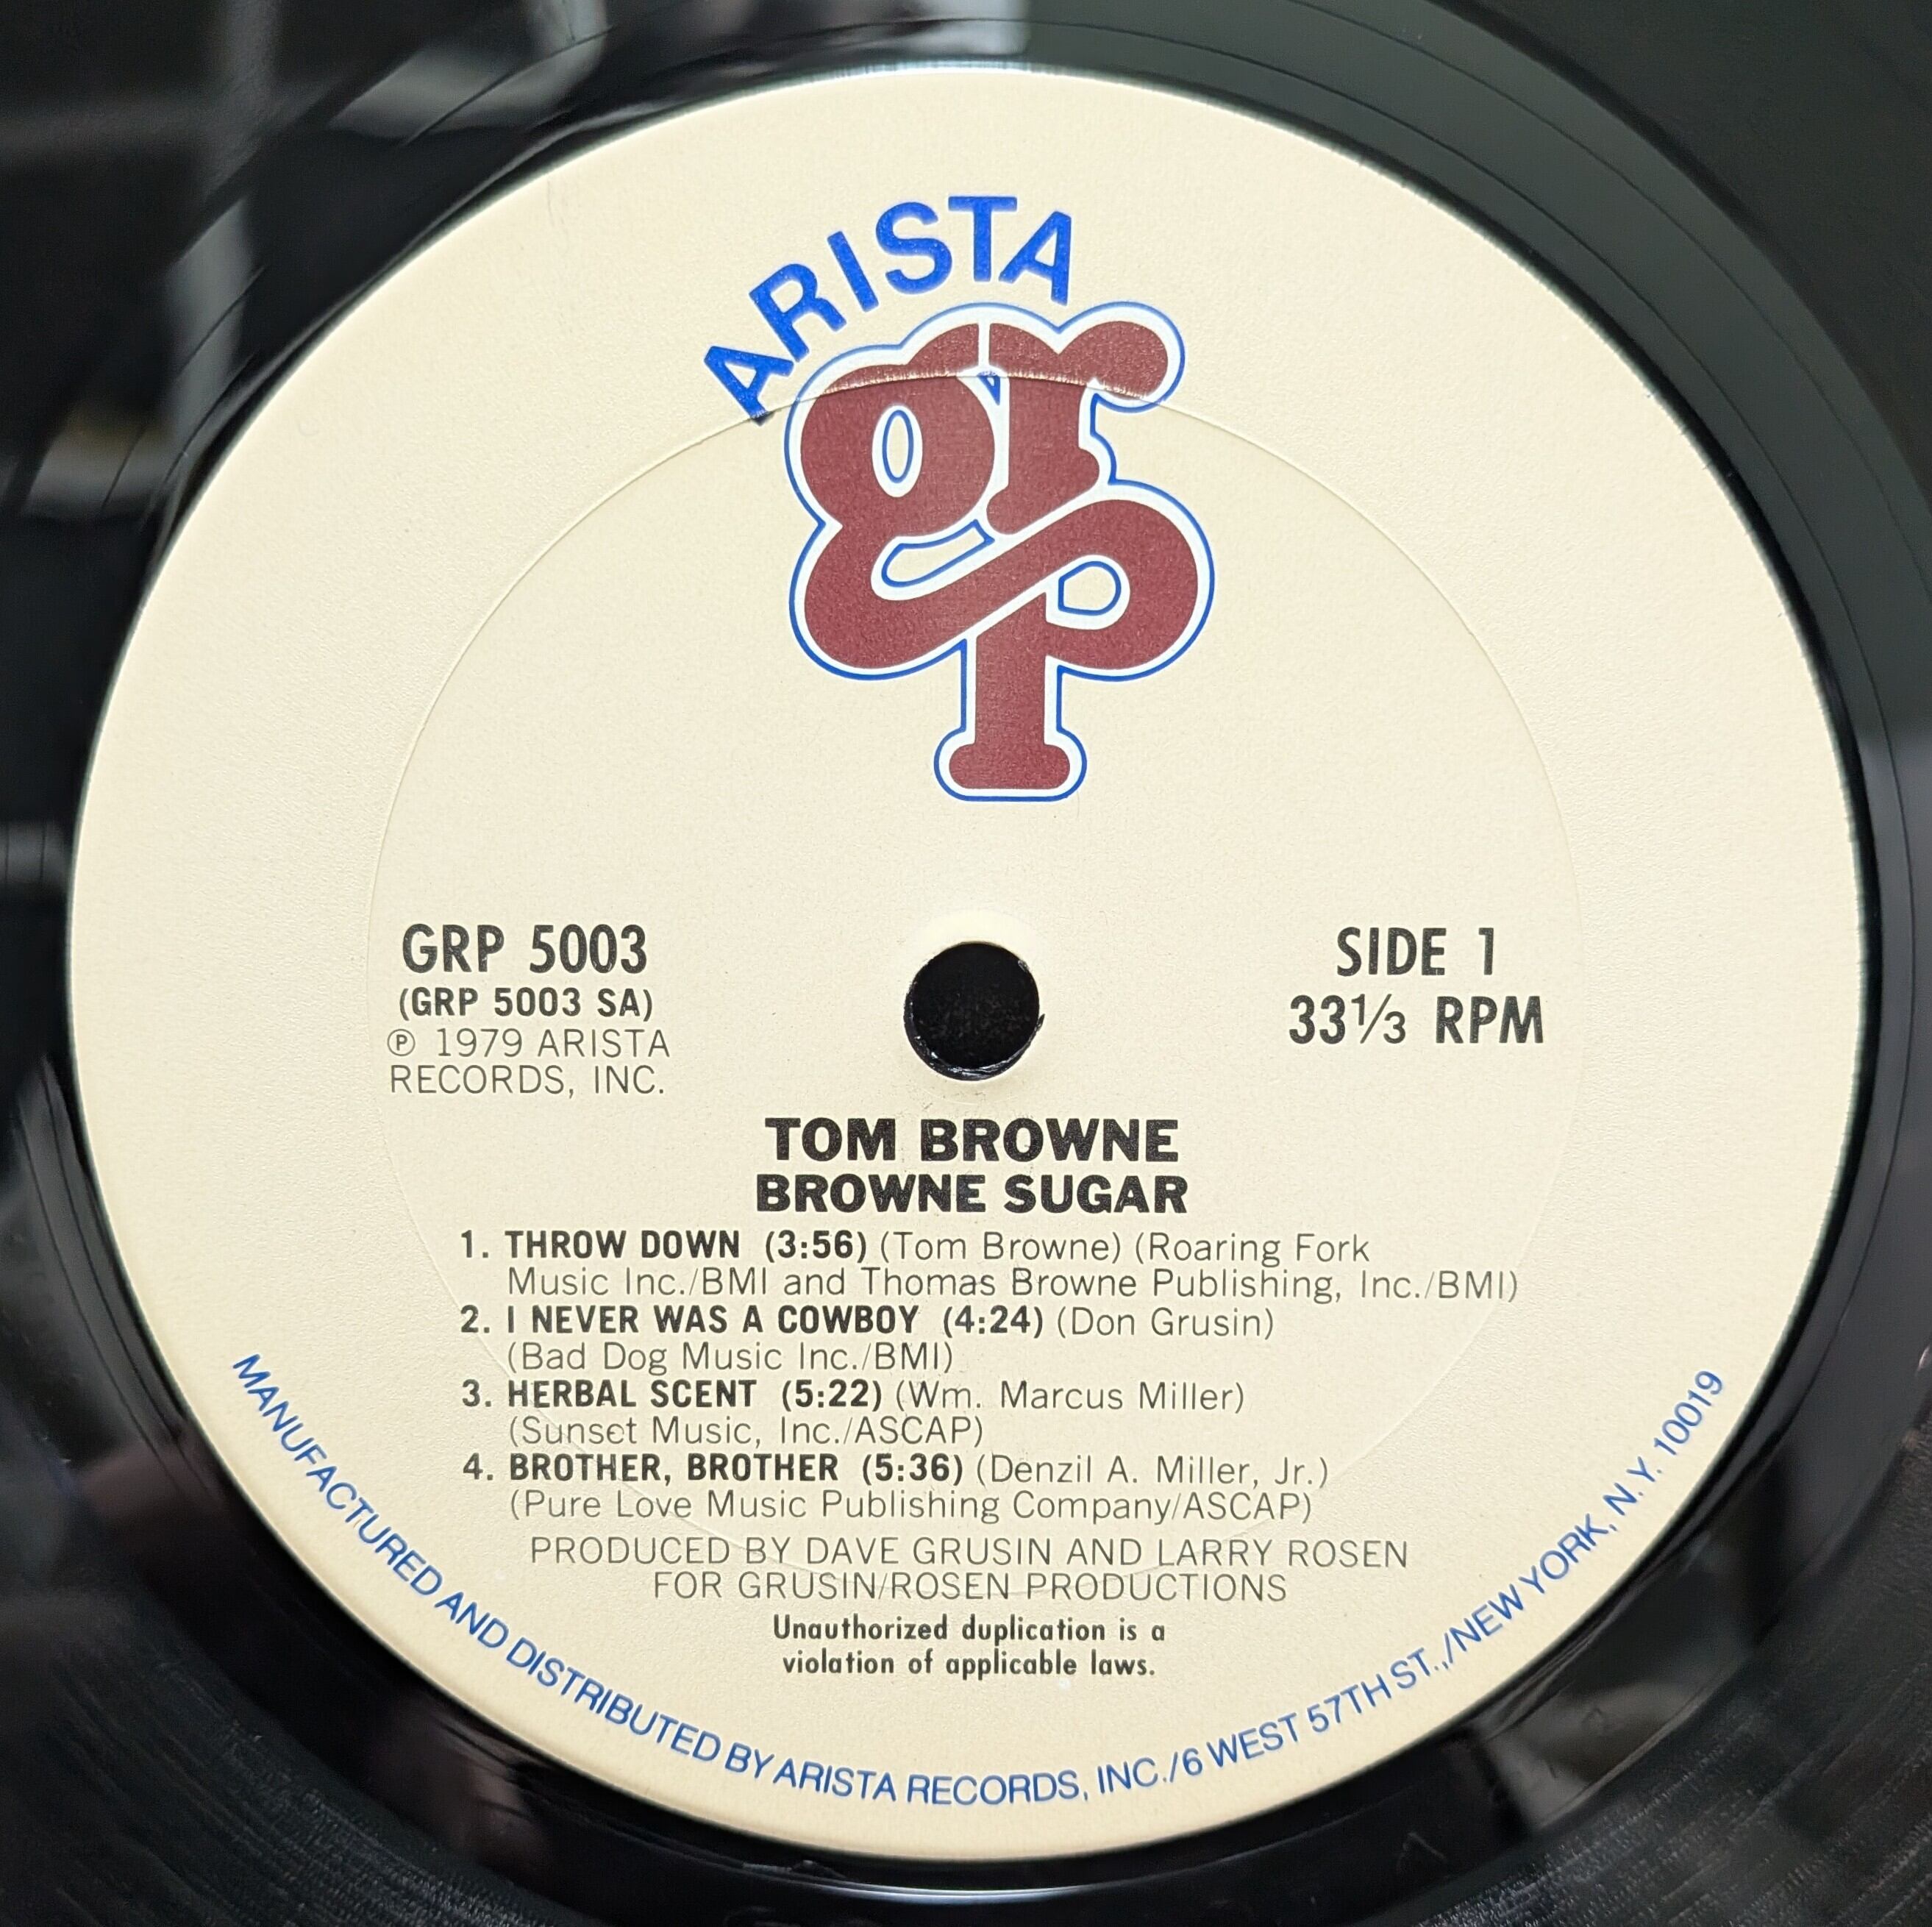 ARISTA
grp
GRP 5003
(GRP 5003 SA)
℗ 1979 ARISTA
RECORDS, INC.
SIDE 1
33⅓ RPM
TOM BROWNE
BROWNE SUGAR
1. THROW DOWN (3:56) (Tom Browne) (Roaring Fork
Music Inc./BMI and Thomas Browne Publishing, Inc./BMI)
2. I NEVER WAS A COWBOY (4:24) (Don Grusin)
(Bad Dog Music Inc./BMI)
3. HERBAL SCENT (5:22) (Wm. Marcus Miller)
(Sunset Music, Inc./ASCAP)
4. BROTHER, BROTHER (5:36) (Denzil A. Miller, Jr.)
(Pure Love Music Publishing Company/ASCAP)
PRODUCED BY DAVE GRUSIN AND LARRY ROSEN
FOR GRUSIN/ROSEN PRODUCTIONS
Unauthorized duplication is a
violation of applicable laws.
MANUFACTURED AND DISTRIBUTED BY ARISTA RECORDS, INC./6 WEST 57TH ST.,/NEW YORK, N.Y. 10019